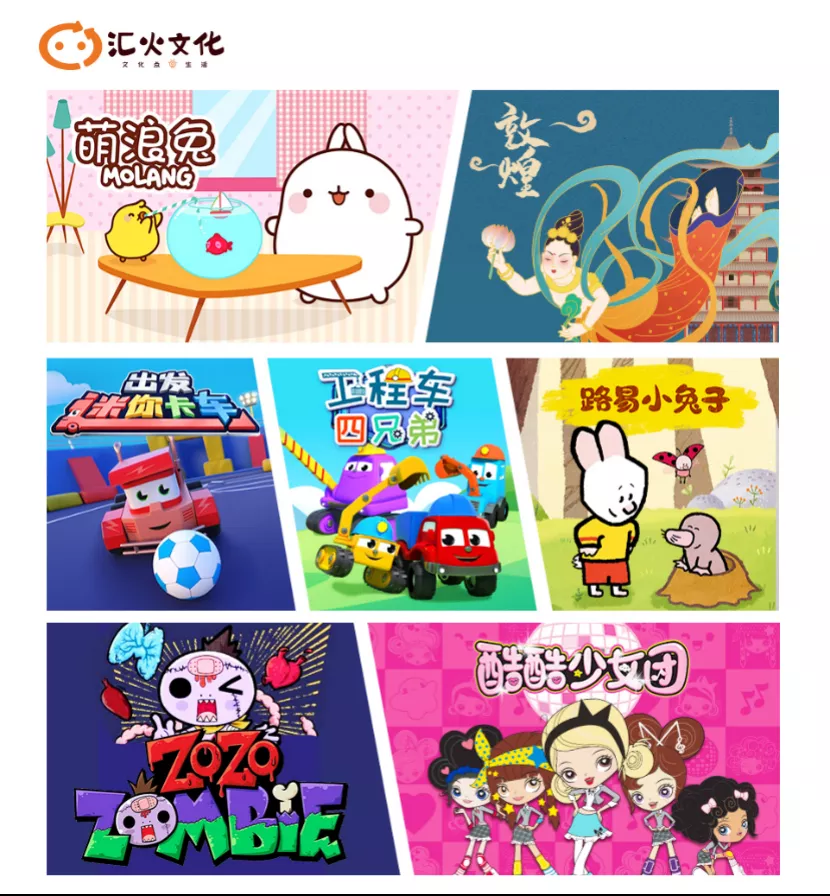 汇火文化
文化点生活
萌浪兔
MOLANG
敦煌
出发
迷你卡车
工程车
四兄弟
路易小兔子
ZOZO
ZOMBIE
酷酷少女团